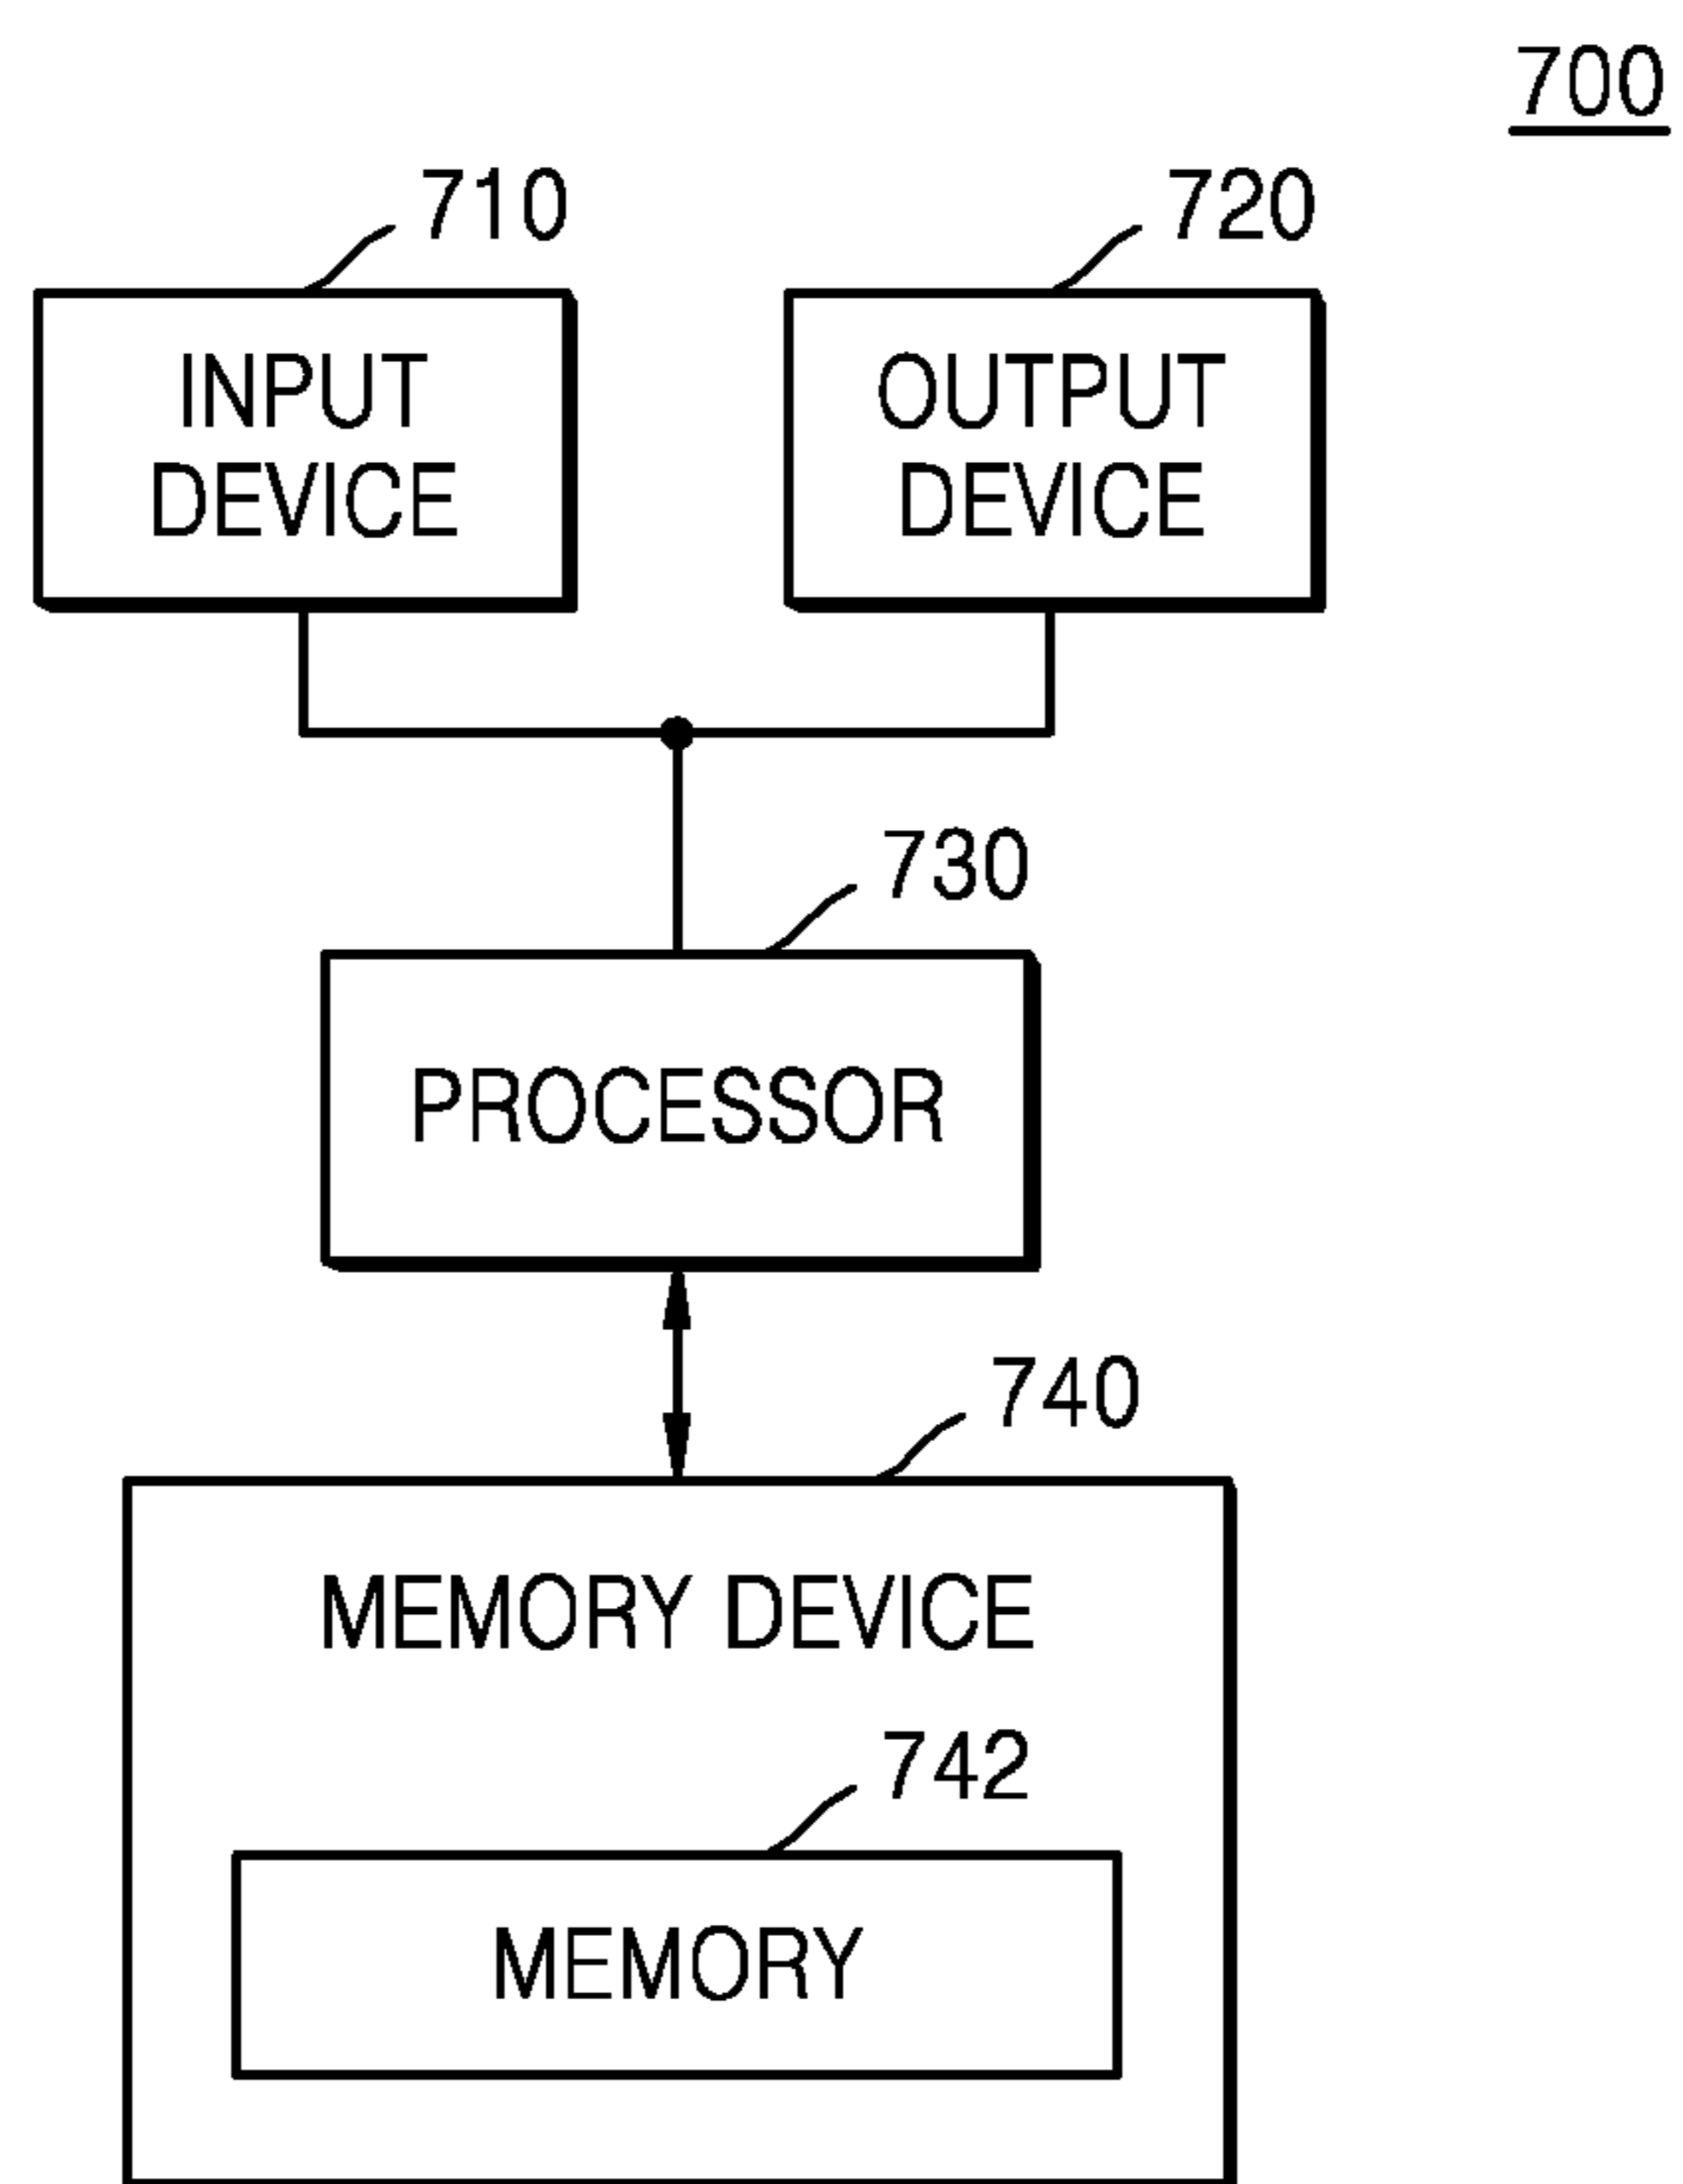 700
710
720
INPUT
DEVICE
OUTPUT
DEVICE
730
PROCESSOR
740
MEMORY DEVICE
742
MEMORY